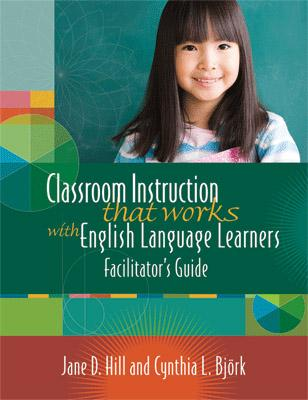 Classroom Instruction
that works
with English Language Learners
Facilitator's Guide
Jane D. Hill and Cynthia L. Björk